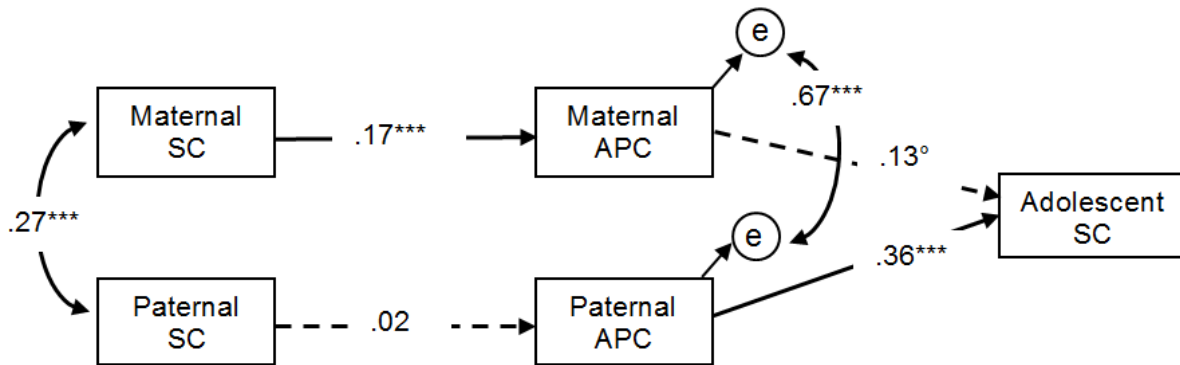 e
Maternal
SC
.17***
Maternal
APC
.67***
.13°
.27***
Adolescent
SC
e
.36***
Paternal
SC
.02
Paternal
APC